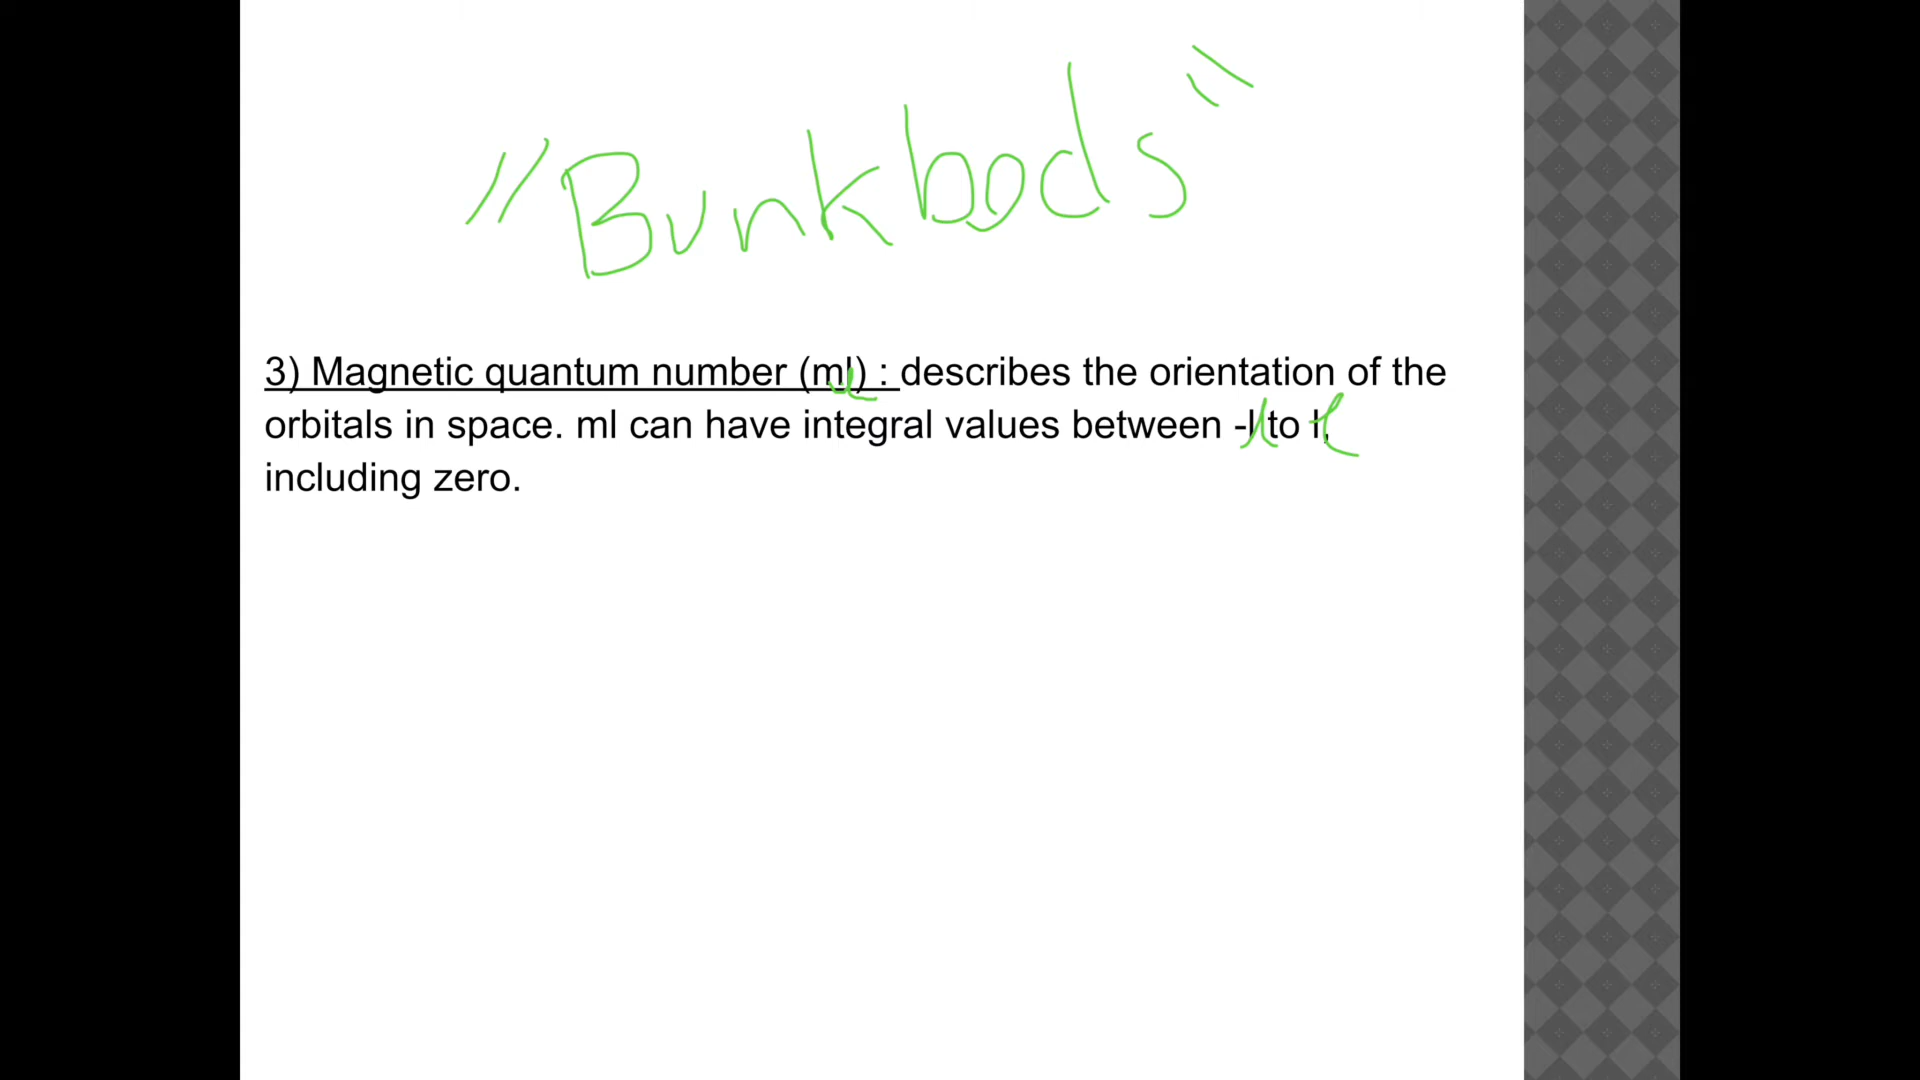 "Bunkbeds"
3) Magnetic quantum number (ml) : describes the orientation of the
orbitals in space. ml can have integral values between -l to l,
including zero.